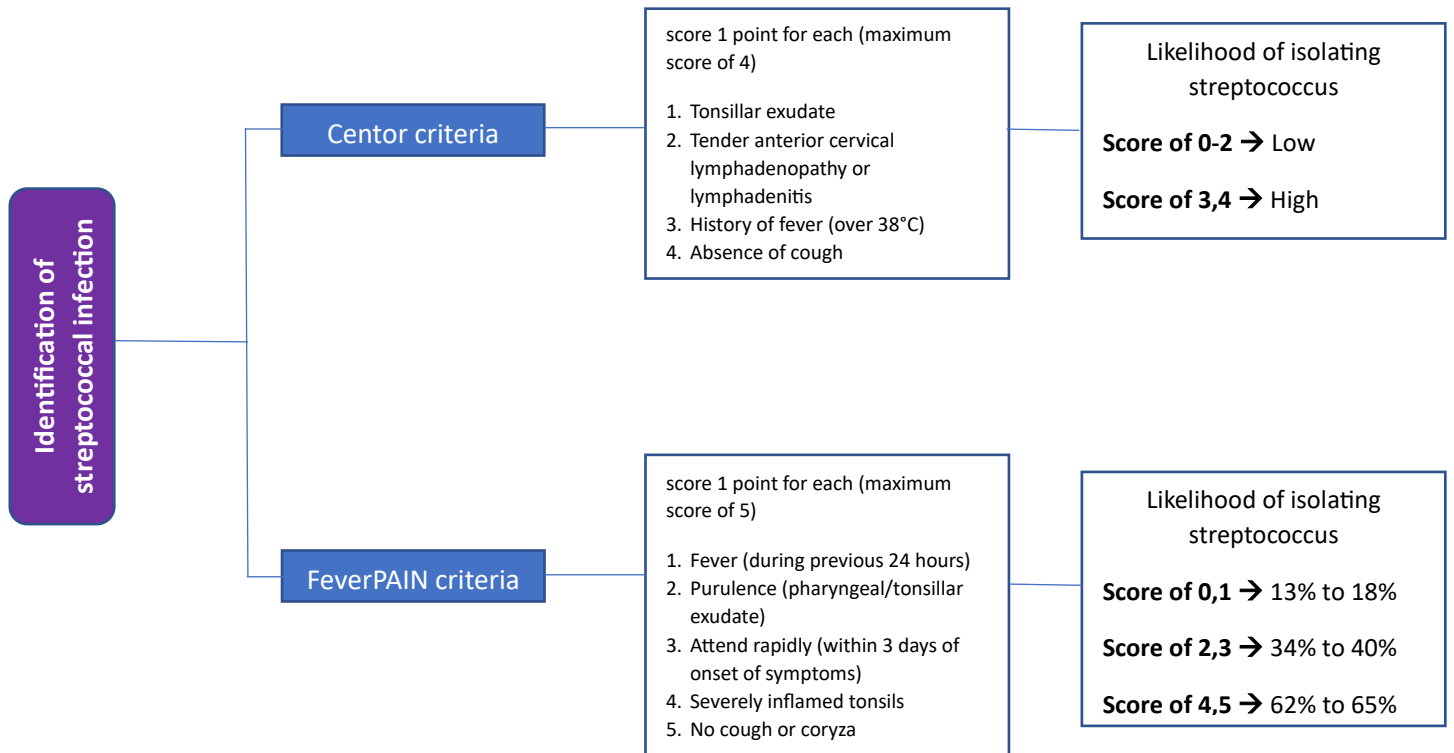 Identification of
streptococcal infection
Centor criteria
score 1 point for each (maximum
score of 4)
1. Tonsillar exudate
2. Tender anterior cervical
lymphadenopathy or
lymphadenitis
3. History of fever (over 38°C)
4. Absence of cough
Likelihood of isolating
streptococcus
Score of 0-2 → Low
Score of 3,4 → High
FeverPAIN criteria
score 1 point for each (maximum
score of 5)
1. Fever (during previous 24 hours)
2. Purulence (pharyngeal/tonsillar
exudate)
3. Attend rapidly (within 3 days of
onset of symptoms)
4. Severely inflamed tonsils
5. No cough or coryza
Likelihood of isolating
streptococcus
Score of 0,1 → 13% to 18%
Score of 2,3 → 34% to 40%
Score of 4,5 → 62% to 65%